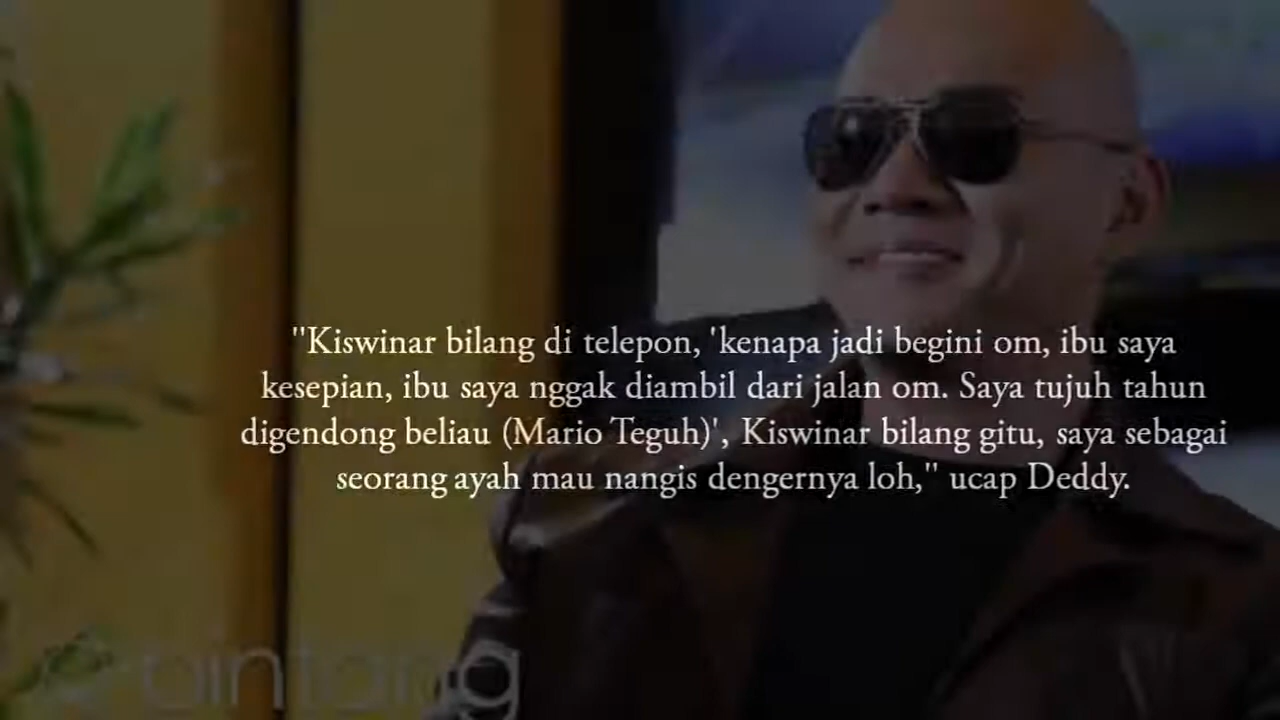 "Kiswinar bilang di telepon, 'kenapa jadi begini om, ibu saya
kesepian, ibu saya nggak diambil dari jalan om. Saya tujuh tahun
digendong beliau (Mario Teguh)', Kiswinar bilang gitu, saya sebagai
seorang ayah mau nangis dengernya loh," ucap Deddy.
bintang